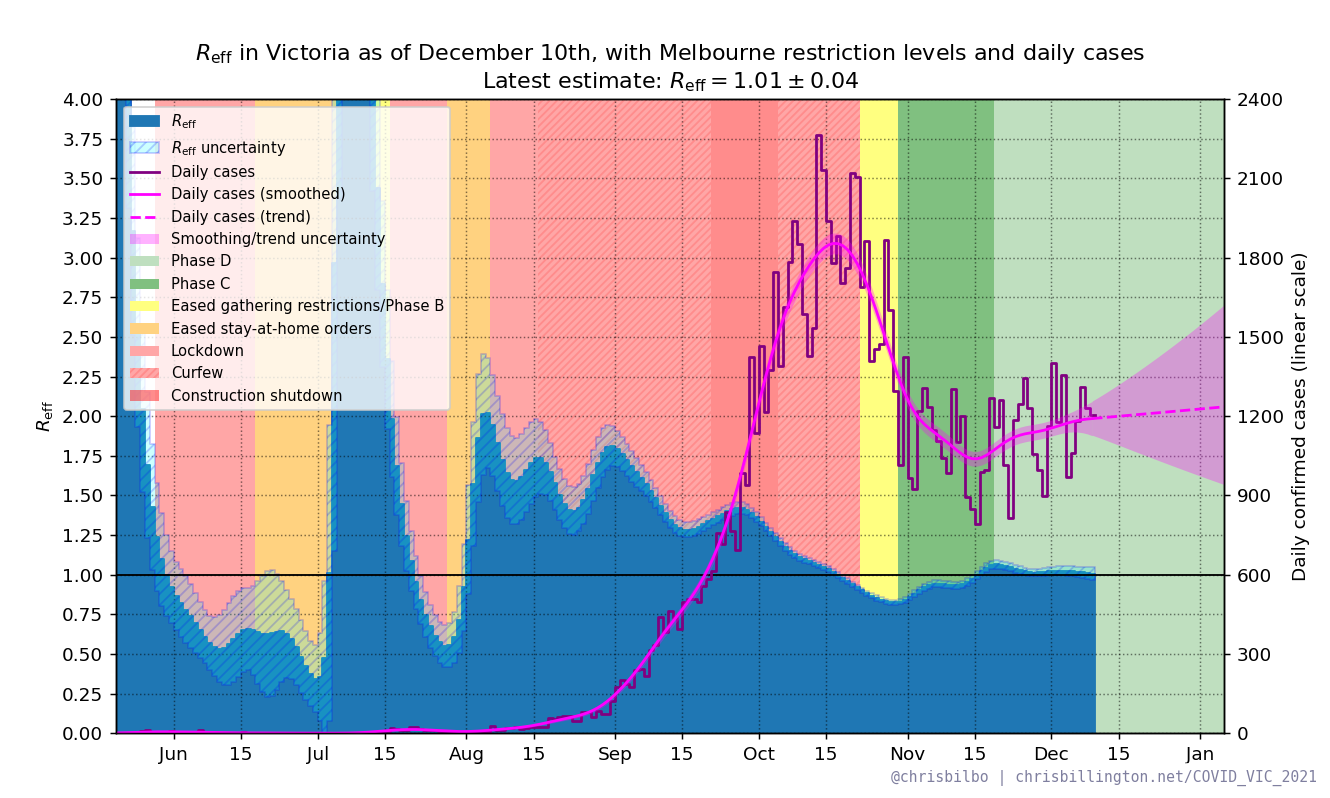 Reff in Victoria as of December 10th, with Melbourne restriction levels and daily cases
Latest estimate: Reff = 1.01 ± 0.04
4.00
3.75
3.50
3.25
3.00
2.75
2.50
2.25
2.00
1.75
1.50
1.25
1.00
0.75
0.50
0.25
0.00
Reff
Reff
Reff uncertainty
Daily cases
Daily cases (smoothed)
Daily cases (trend)
Smoothing/trend uncertainty
Phase D
Phase C
Eased gathering restrictions/Phase B
Eased stay-at-home orders
Lockdown
Curfew
Construction shutdown
2400
2100
1800
1500
1200
900
600
300
0
Daily confirmed cases (linear scale)
Jun 15 Jul 15 Aug 15 Sep 15 Oct 15 Nov 15 Dec 15 Jan
@chrisbilbo | chrisbillington.net/COVID_VIC_2021